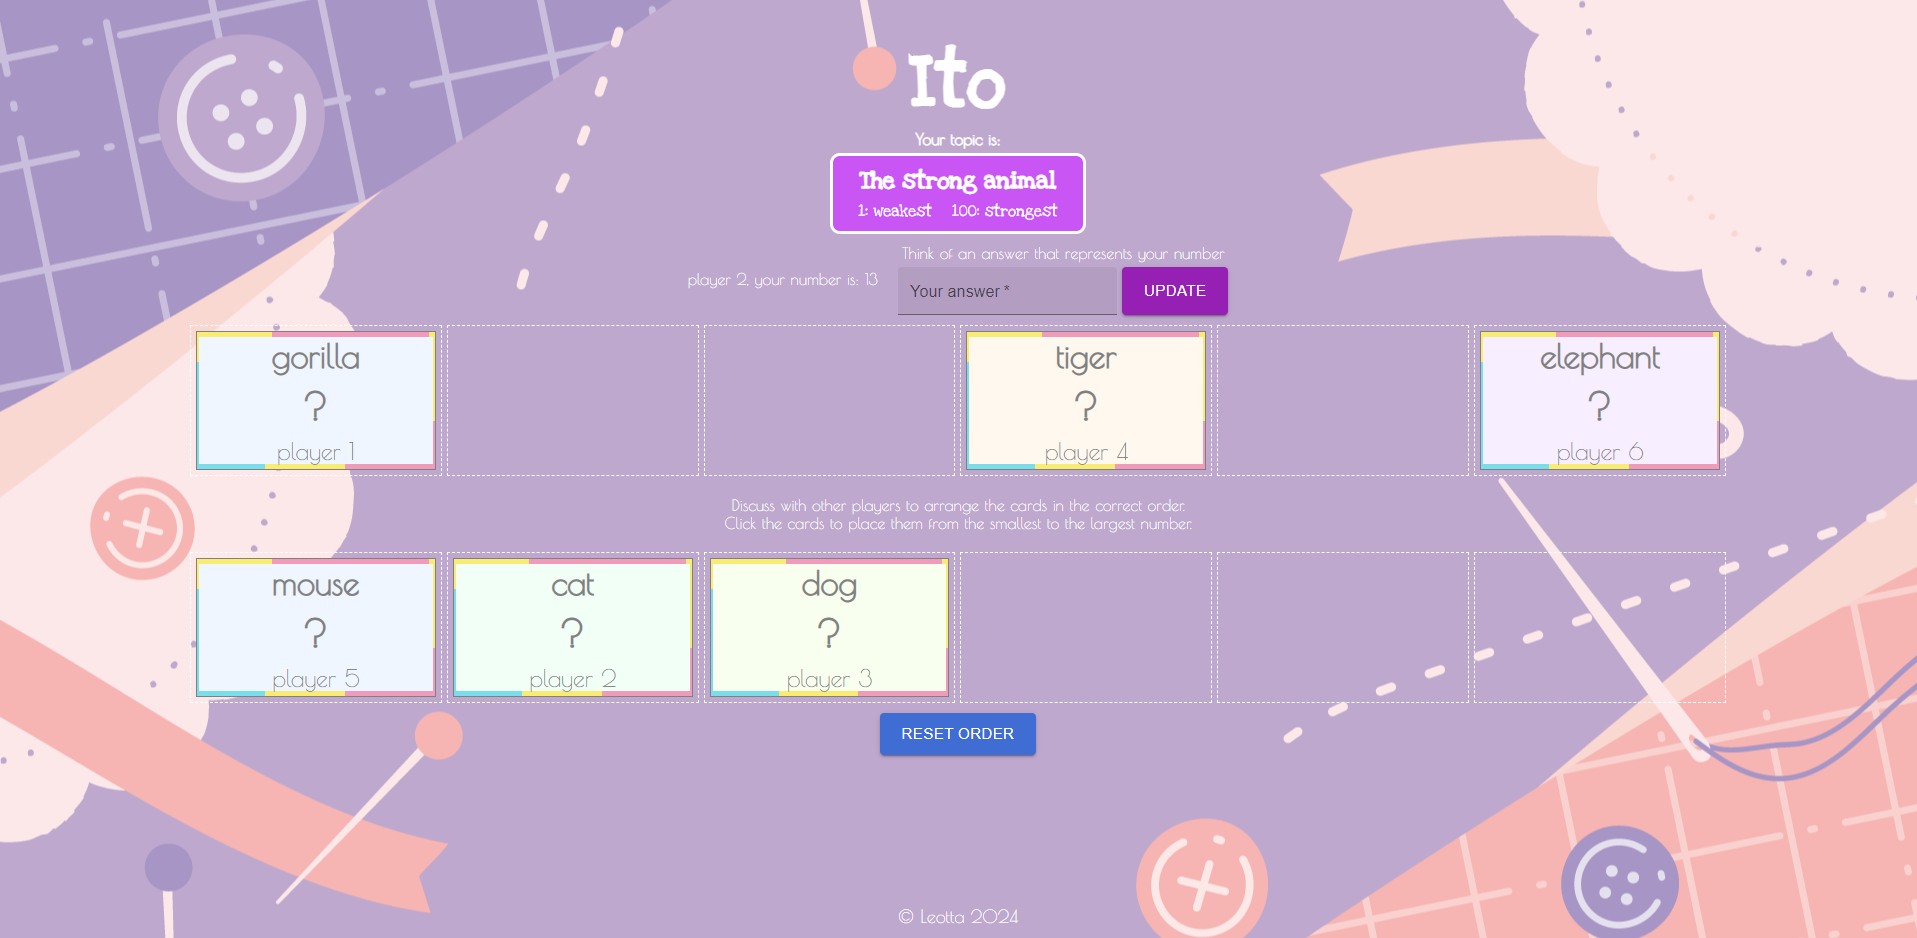 Ito
Your topic is:
The strong animal
1: weakest 100: strongest
Think of an answer that represents your number
player 2, your number is: 13
Your answer *
UPDATE
gorilla
?
player 1
tiger
?
player 4
elephant
?
player 6
Discuss with other players to arrange the cards in the correct order.
Click the cards to place them from the smallest to the largest number.
mouse
?
player 5
cat
?
player 2
dog
?
player 3
RESET ORDER
© Leotta 2024